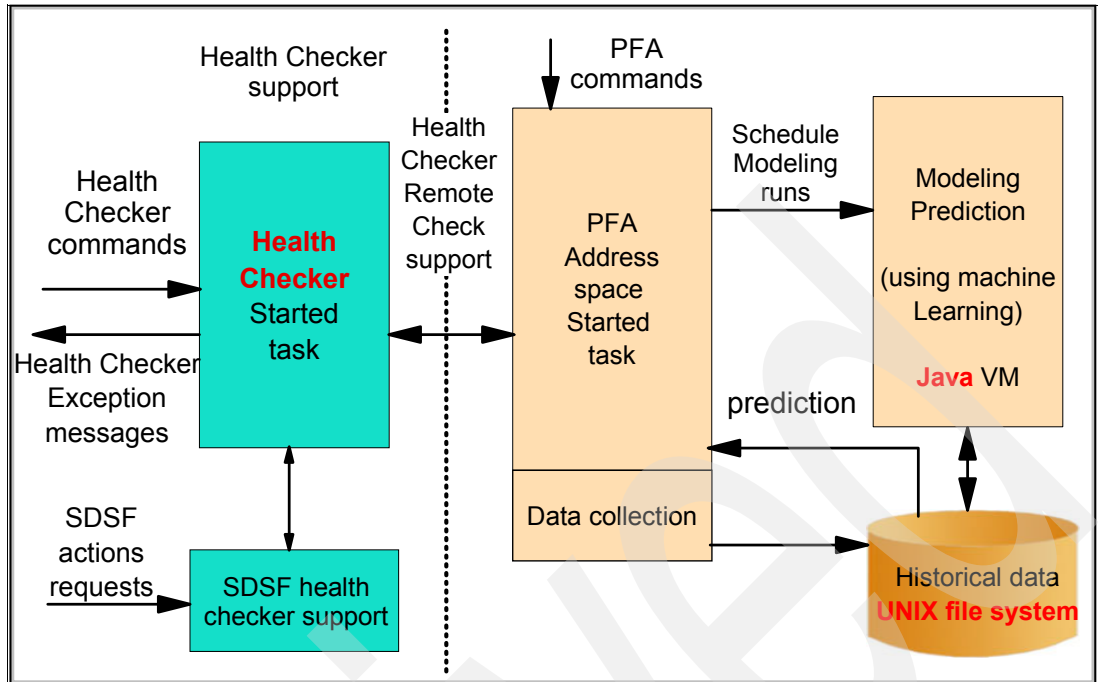 Health Checker
support
Health
Checker
commands
Health
Checker
Started
task
Health Checker
Exception
messages
SDSF
actions
requests
SDSF health
checker support
Health
Checker
Remote
Check
support
PFA
commands
PFA
Address
space
Started
task
Data collection
Schedule
Modeling
runs
Modeling
Prediction
(using machine
Learning)
Java VM
prediction
Historical data
UNIX file system